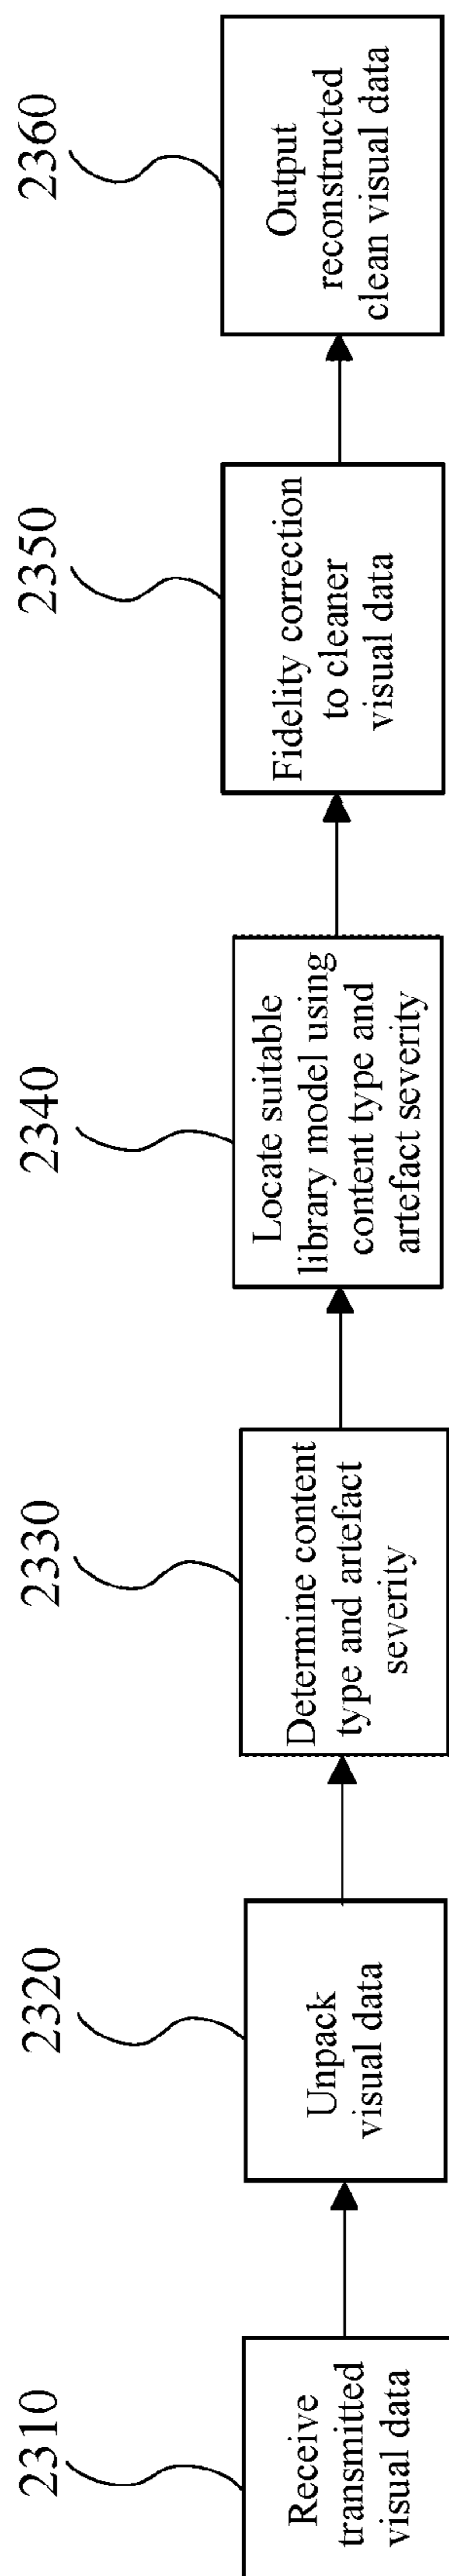 2310
Receive
transmitted
visual data
2320
Unpack
visual data
2330
Determine content
type and artefact
severity
2340
Locate suitable
library model using
content type and
artefact severity
2350
Fidelity correction
to cleaner
visual data
2360
Output
reconstructed
clean visual data